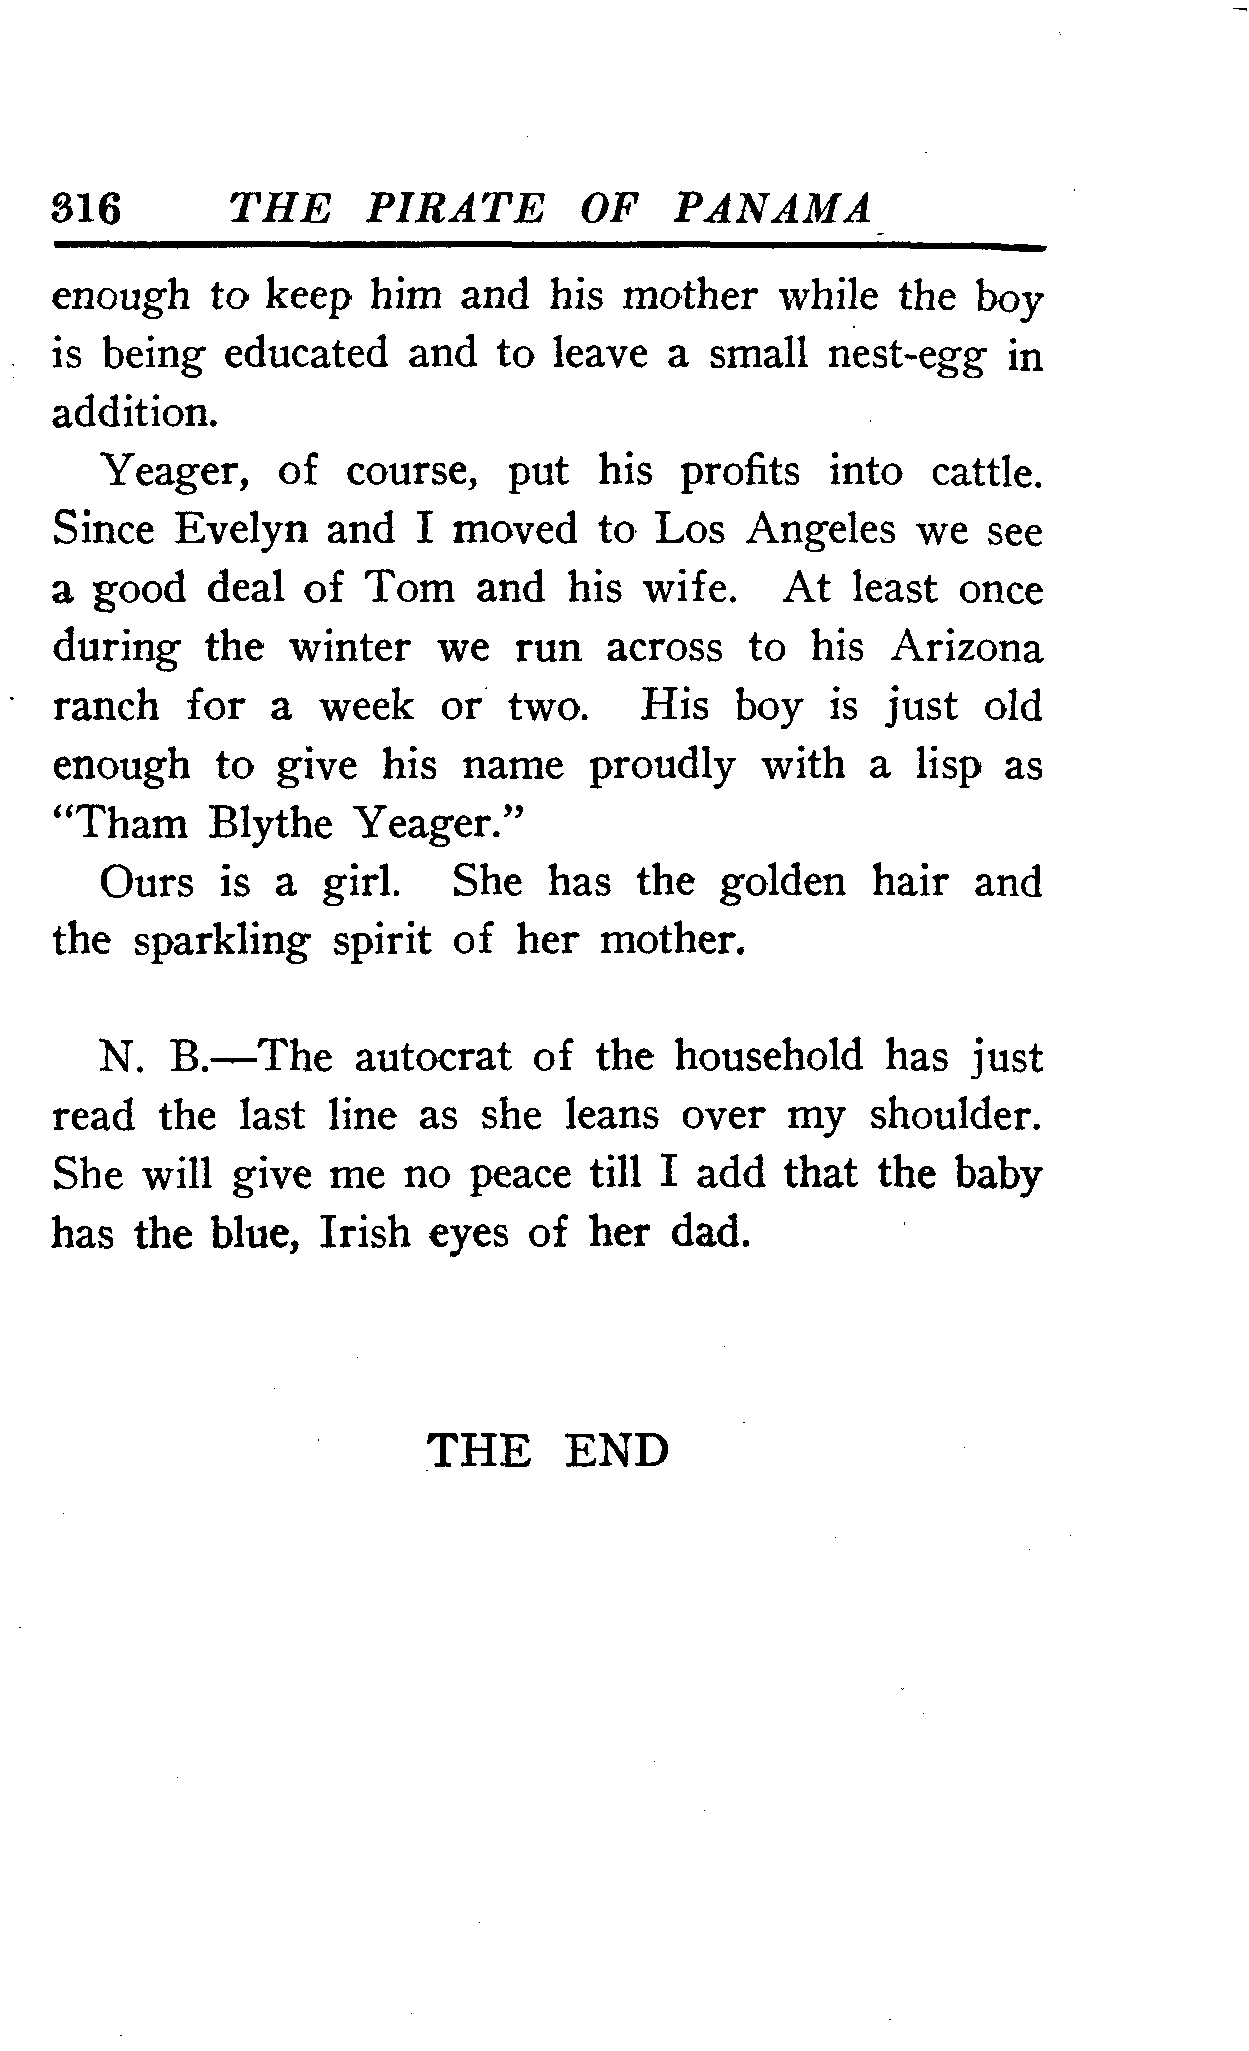 316 THE PIRATE OF PANAMA
enough to keep him and his mother while the boy
is being educated and to leave a small nest-egg in
addition.
Yeager, of course, put his profits into cattle.
Since Evelyn and I moved to Los Angeles we see
a good deal of Tom and his wife. At least once
during the winter we run across to his Arizona
ranch for a week or two. His boy is just old
enough to give his name proudly with a lisp as
“Tham Blythe Yeager.”
Ours is a girl. She has the golden hair and
the sparkling spirit of her mother.
N. B.—The autocrat of the household has just
read the last line as she leans over my shoulder.
She will give me no peace till I add that the baby
has the blue, Irish eyes of her dad.
THE END